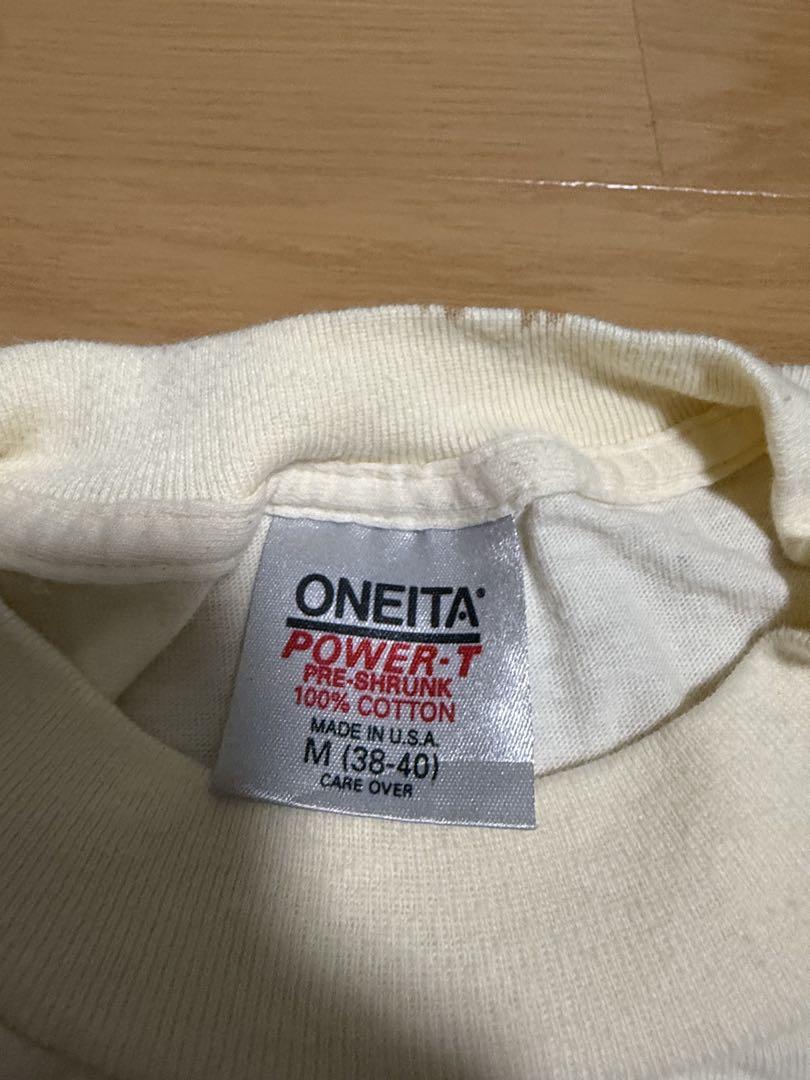 ONEITA®
POWER-T
PRE-SHRUNK
100% COTTON
MADE IN U.S.A.
M (38-40)
CARE OVER